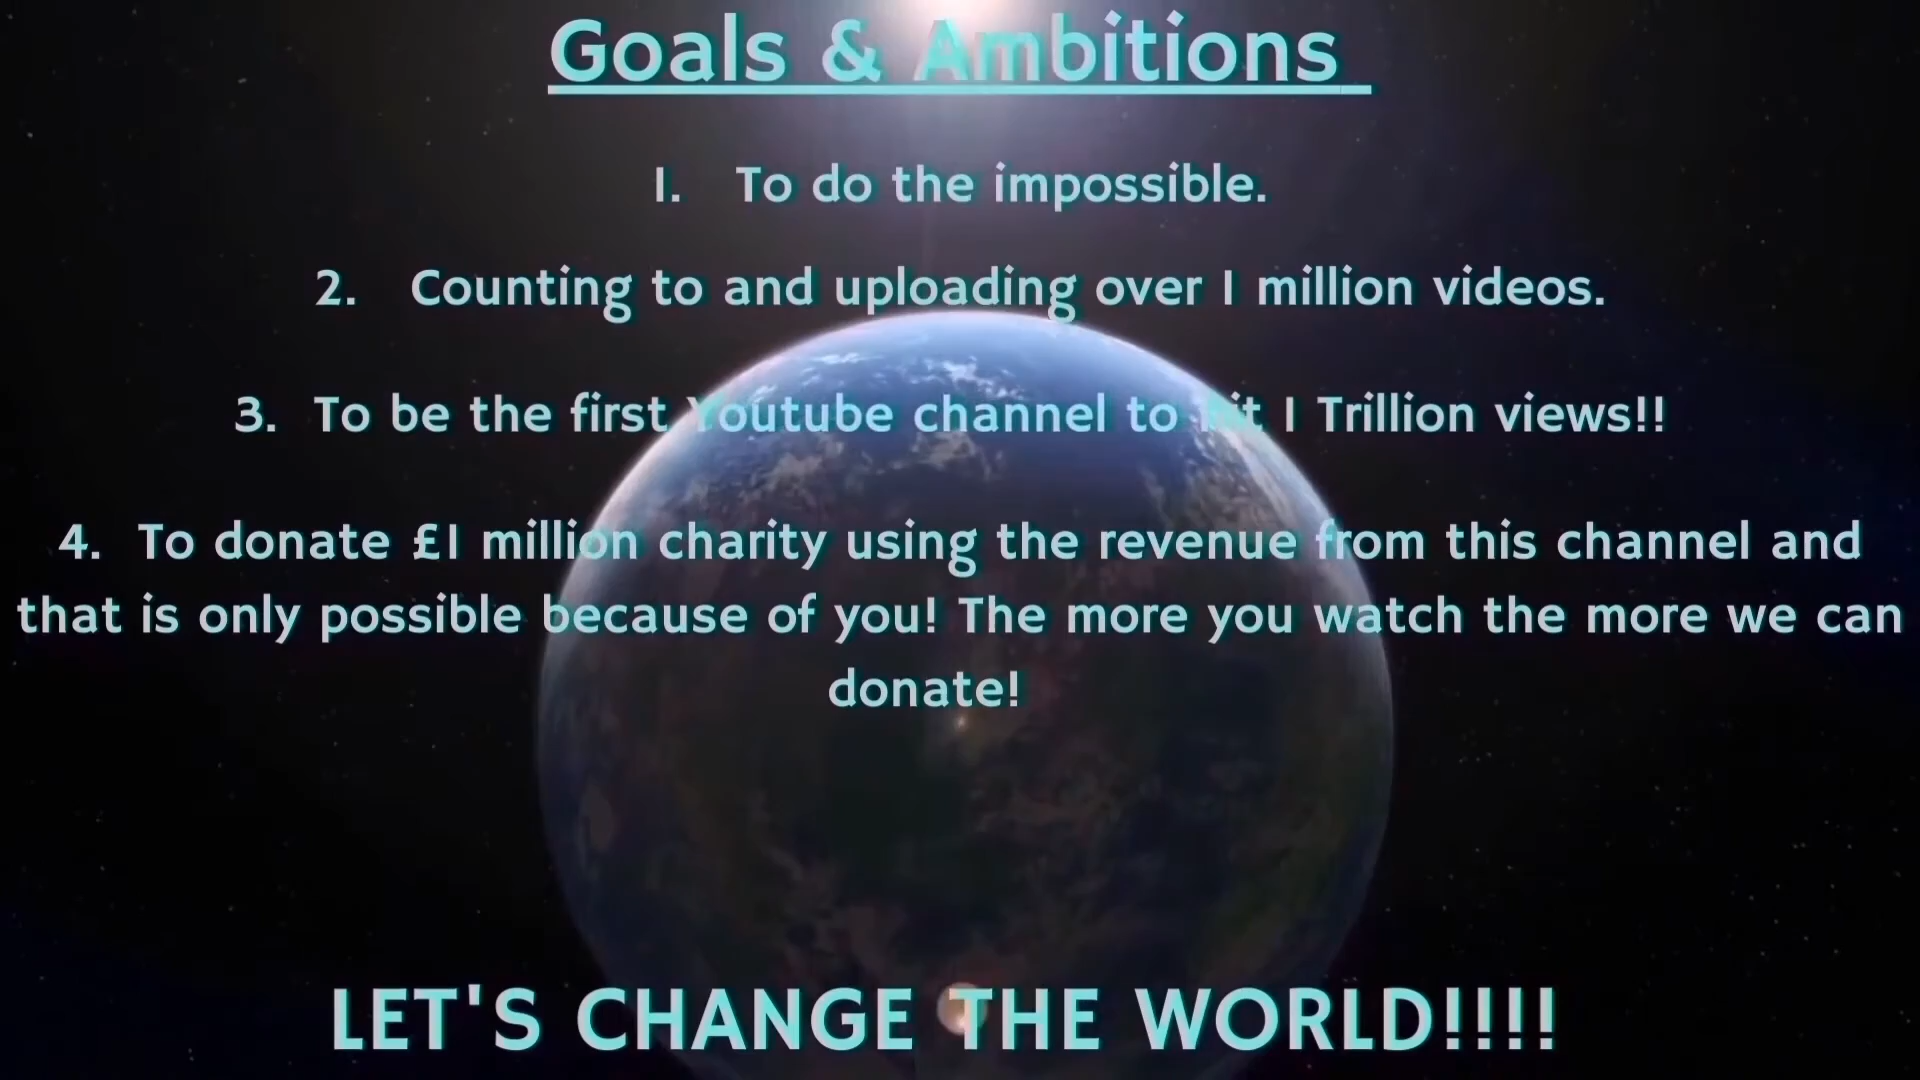 Goals & Ambitions
1. To do the impossible.
2. Counting to and uploading over 1 million videos.
3. To be the first Youtube channel to hit 1 Trillion views!!
4. To donate £1 million charity using the revenue from this channel and
that is only possible because of you! The more you watch the more we can
donate!
LET'S CHANGE THE WORLD!!!!